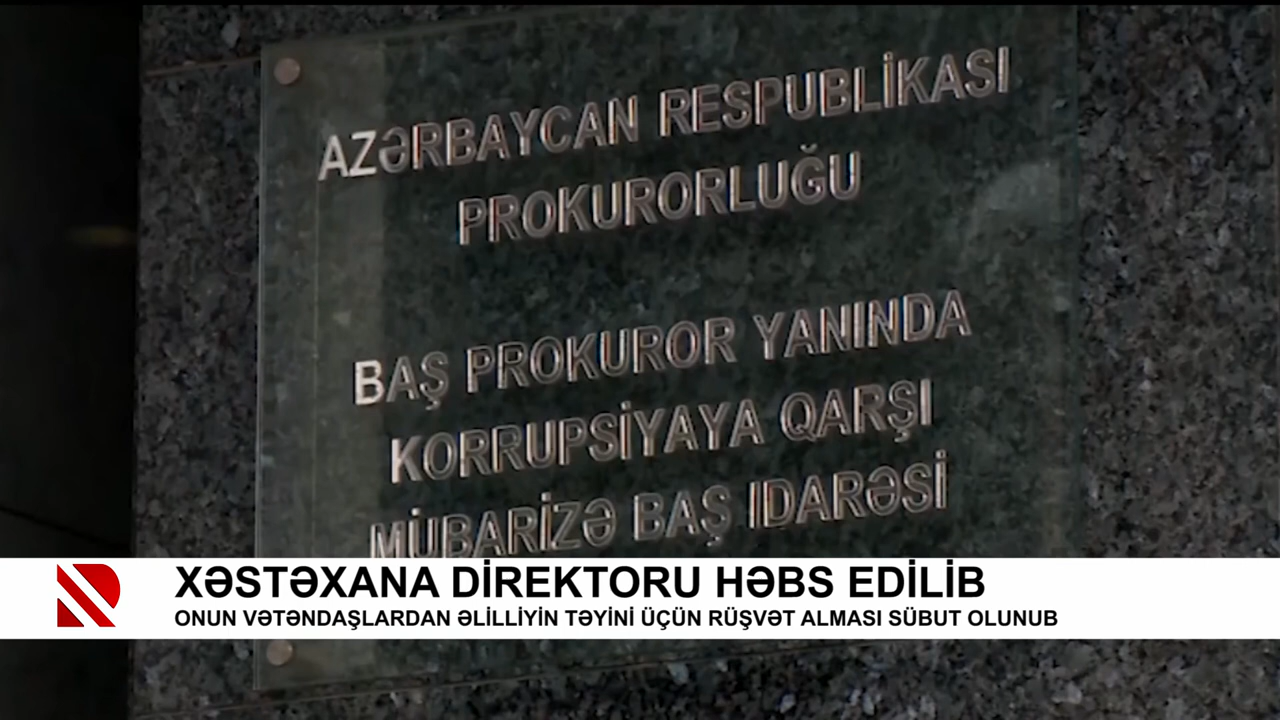 AZƏRBAYCAN RESPUBLİKASI
PROKURORLUĞU
BAŞ PROKUROR YANINDA
KORRUPSİYAYA QARŞI
MÜBARİZƏ BAŞ IDARƏSİ
XƏSTƏXANA DİREKTORU HƏBS EDİLİB
ONUN VƏTƏNDAŞLARDAN ƏLİLLİYİN TƏYİNİ ÜÇÜN RÜŞVƏT ALMASI SÜBUT OLUNUB